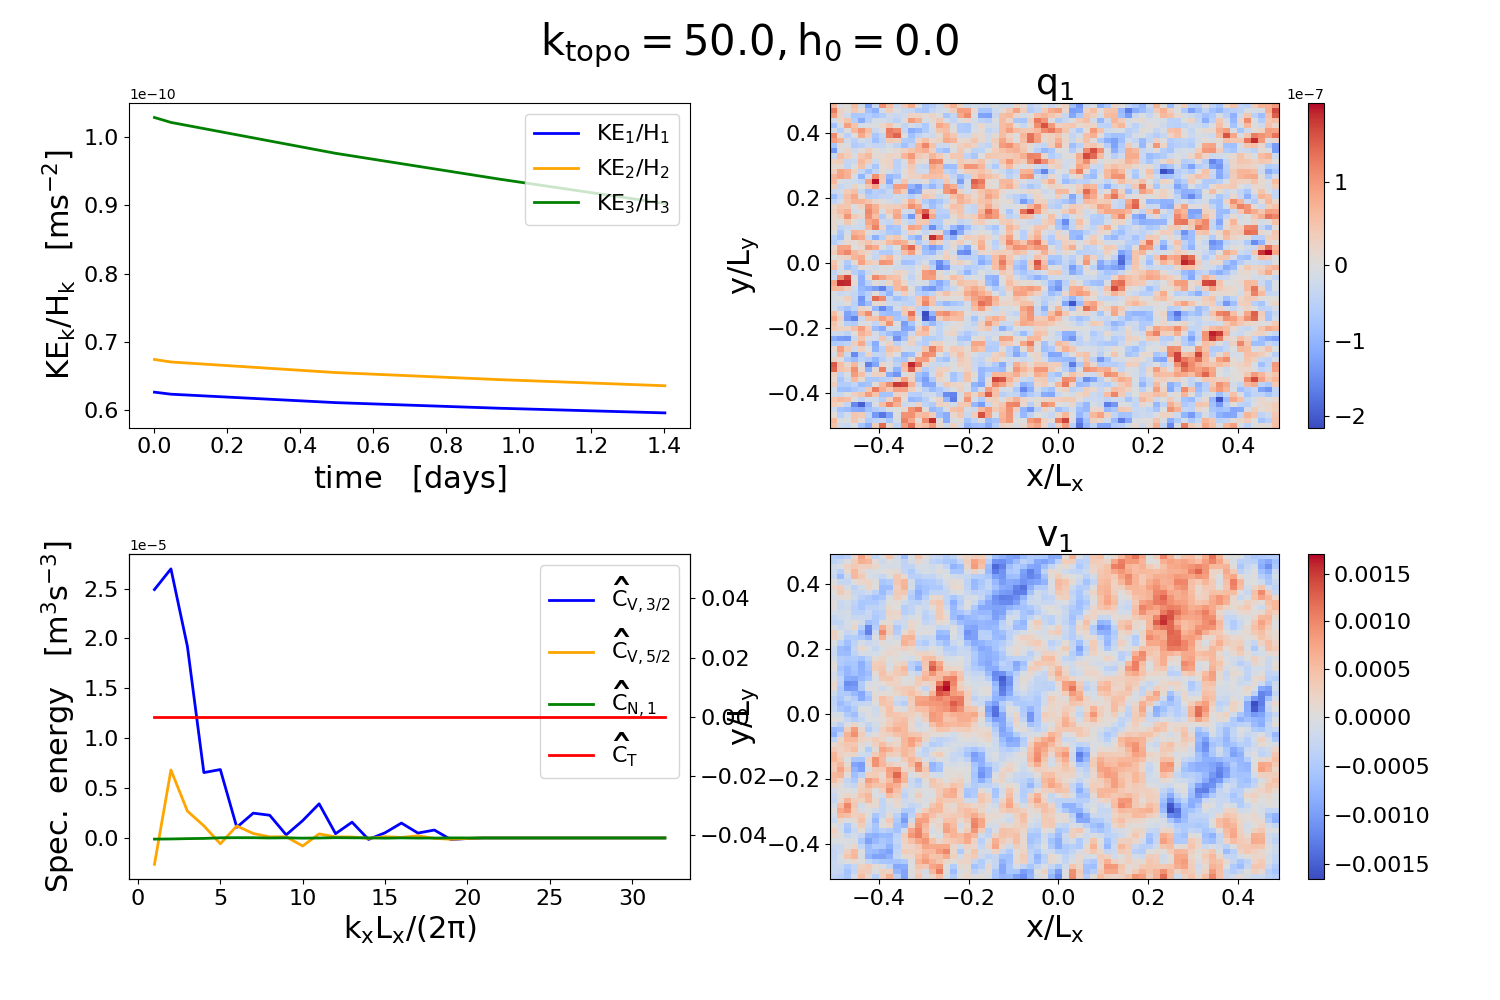 k_topo = 50.0, h_0 = 0.0
1e−10
KE_k/H_k [ms^−2]
1.0
0.9
0.8
0.7
0.6
KE_1/H_1
KE_2/H_2
KE_3/H_3
0.0 0.2 0.4 0.6 0.8 1.0 1.2 1.4
time [days]
q_1
y/L_y
0.4
0.2
0.0
−0.2
−0.4
−0.4 −0.2 0.0 0.2 0.4
x/L_x
1e−7
1
0
−1
−2
1e−5
Spec. energy [m^3s^−3]
2.5
2.0
1.5
1.0
0.5
0.0
Ĉ_V,3/2
Ĉ_V,5/2
Ĉ_N,1
Ĉ_T
0.04
0.02
0.00
−0.02
−0.04
0 5 10 15 20 25 30
k_xL_x/(2π)
v_1
y/L_y
0.4
0.2
0.0
−0.2
−0.4
−0.4 −0.2 0.0 0.2 0.4
x/L_x
0.0015
0.0010
0.0005
0.0000
−0.0005
−0.0010
−0.0015